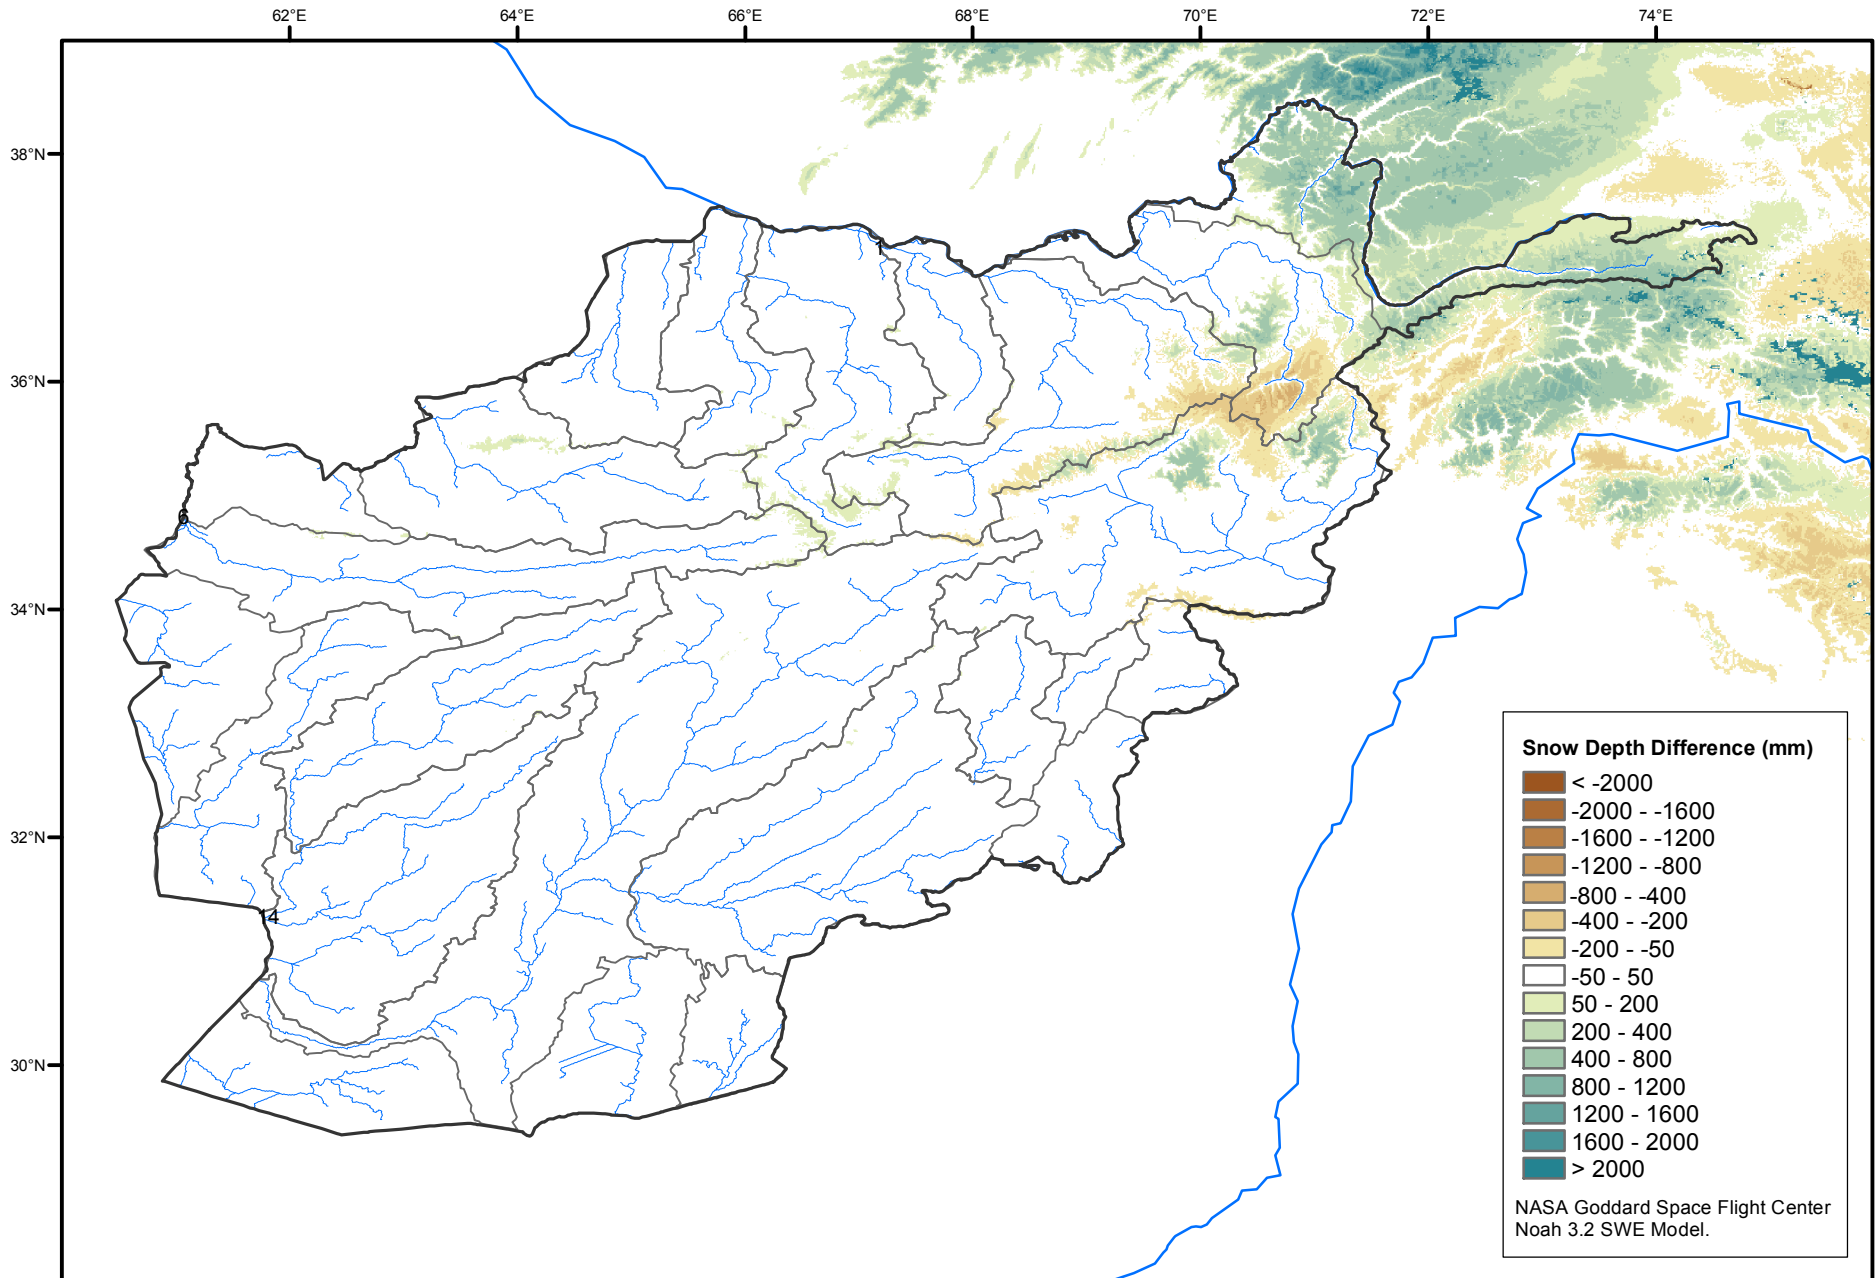 62°E 64°E 66°E 68°E 70°E 72°E 74°E
38°N
1
36°N
6
34°N
32°N
14
30°N
Snow Depth Difference (mm)
< -2000
-2000 - -1600
-1600 - -1200
-1200 - -800
-800 - -400
-400 - -200
-200 - -50
-50 - 50
50 - 200
200 - 400
400 - 800
800 - 1200
1200 - 1600
1600 - 2000
> 2000
NASA Goddard Space Flight Center
Noah 3.2 SWE Model.